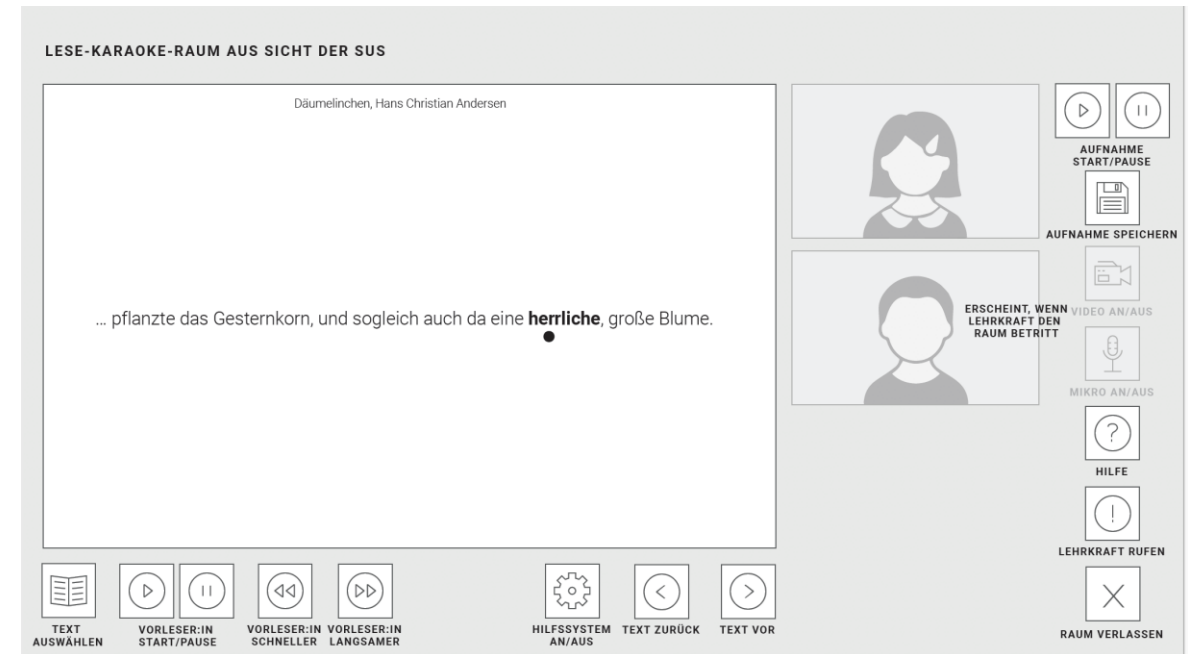 LESE-KARAOKE-RAUM AUS SICHT DER SUS
Däumelinchen, Hans Christian Andersen
... pflanzte das Gesternkorn, und sogleich auch da eine herrliche, große Blume.
AUFNAHME
START/PAUSE
AUFNAHME SPEICHERN
ERSCHEINT, WENN
LEHRKRAFT DEN
RAUM BETRITT
VIDEO AN/AUS
MIKRO AN/AUS
?
HILFE
!
LEHRKRAFT RUFEN
RAUM VERLASSEN
TEXT
AUSWÄHLEN
VORLESER:IN
START/PAUSE
VORLESER:IN
SCHNELLER
VORLESER:IN
LANGSAMER
HILFSSYSTEM
AN/AUS
TEXT ZURÜCK
TEXT VOR